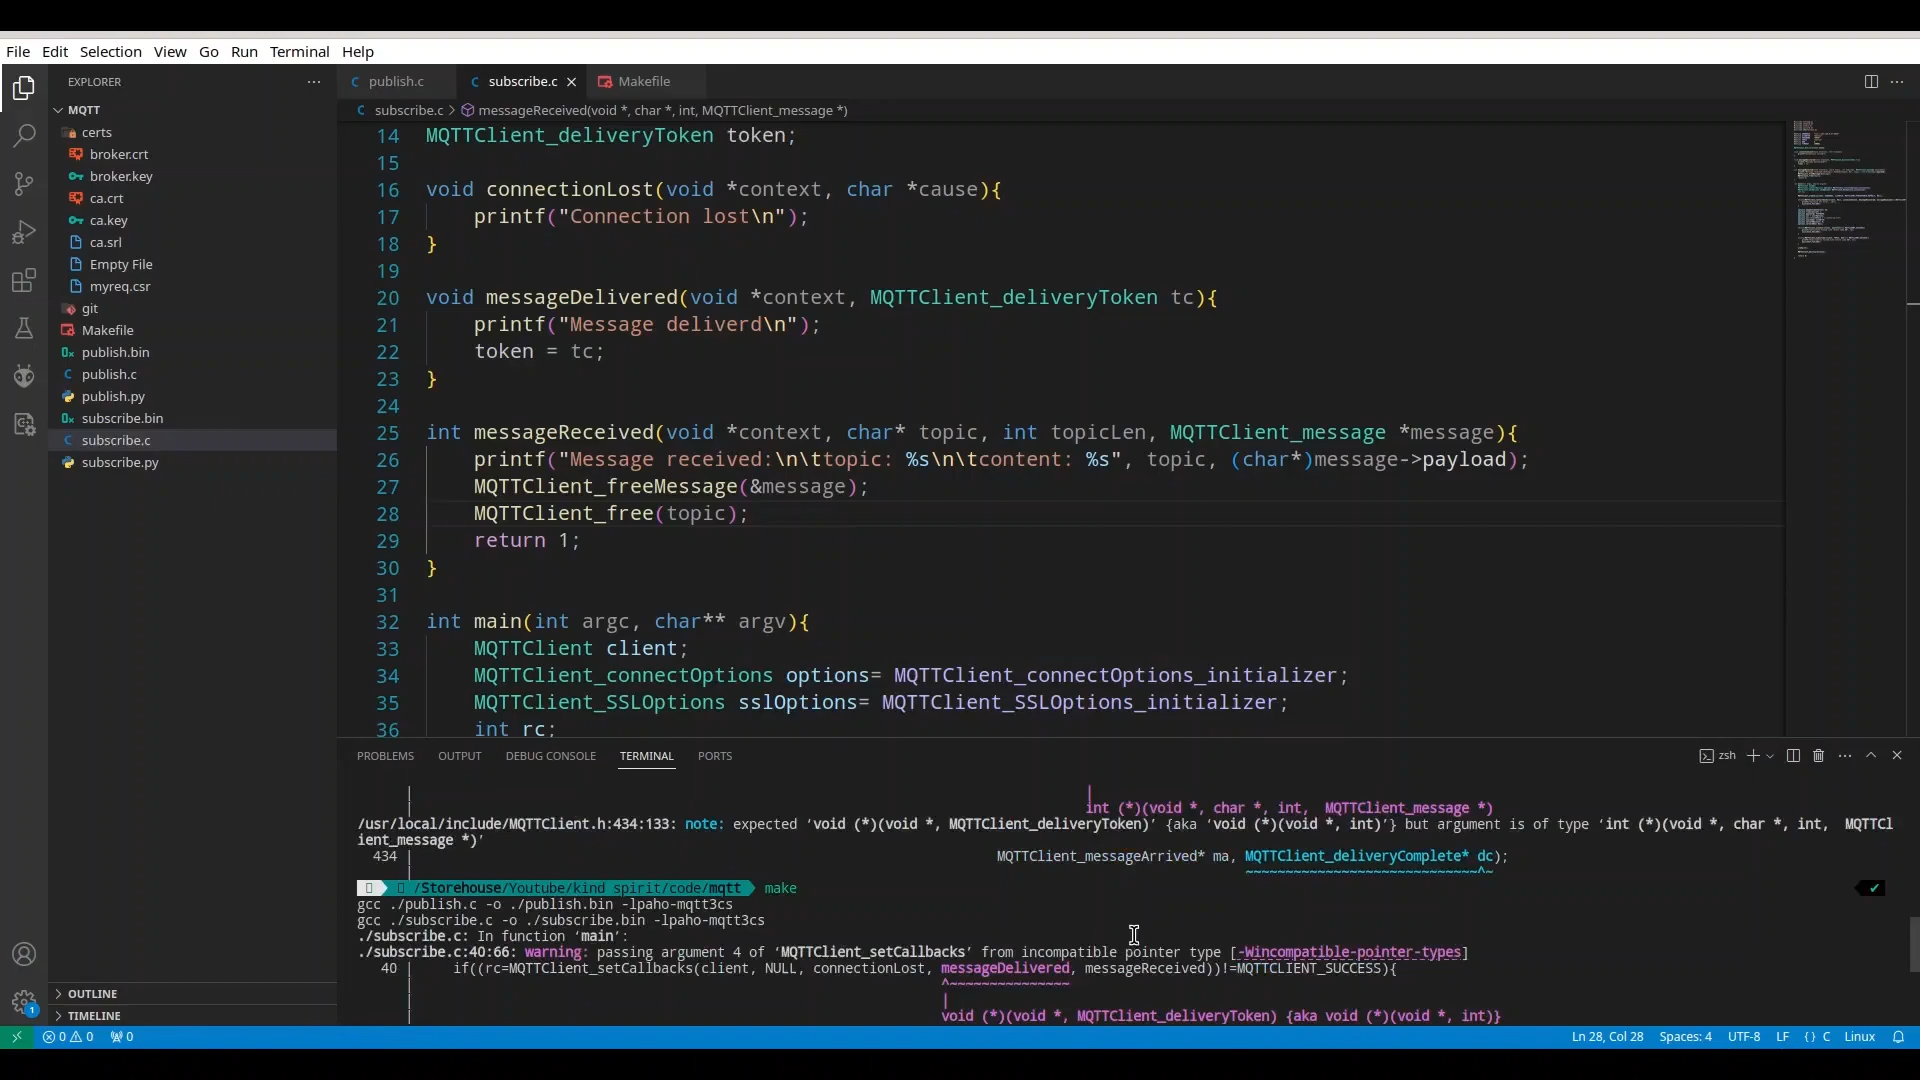 File Edit Selection View Go Run Terminal Help
EXPLORER
MQTT
certs
broker.crt
broker.key
ca.crt
ca.key
ca.srl
Empty File
myreq.csr
git
Makefile
publish.bin
publish.c
publish.py
subscribe.bin
subscribe.c
subscribe.py
OUTLINE
TIMELINE
publish.c subscribe.c Makefile
subscribe.c > messageReceived(void *, char *, int, MQTTClient_message *)
14 MQTTClient_deliveryToken token;
15
16 void connectionLost(void *context, char *cause){
17     printf("Connection lost\n");
18 }
19
20 void messageDelivered(void *context, MQTTClient_deliveryToken tc){
21     printf("Message deliverd\n");
22     token = tc;
23 }
24
25 int messageReceived(void *context, char* topic, int topicLen, MQTTClient_message *message){
26     printf("Message received:\n\ttopic: %s\n\tcontent: %s", topic, (char*)message->payload);
27     MQTTClient_freeMessage(&message);
28     MQTTClient_free(topic);
29     return 1;
30 }
31
32 int main(int argc, char** argv){
33     MQTTClient client;
34     MQTTClient_connectOptions options= MQTTClient_connectOptions_initializer;
35     MQTTClient_SSLOptions sslOptions= MQTTClient_SSLOptions_initializer;
36     int rc;
PROBLEMS OUTPUT DEBUG CONSOLE TERMINAL PORTS zsh
| |
| int (*)(void *, char *, int,  MQTTClient_message *)
/usr/local/include/MQTTClient.h:434:133: note: expected ‘void (*)(void *, MQTTClient_deliveryToken)’ {aka ‘void (*)(void *, int)’} but argument is of type ‘int (*)(void *, char *, int,  MQTTCl
ient_message *)’
434 | MQTTClient_messageArrived* ma, MQTTClient_deliveryComplete* dc);
| ~~~~~~~~~~~~~~~~~~~~~~~~~~~~~^~
/Storehouse/Youtube/kind_spirit/code/mqtt make ✔
gcc ./publish.c -o ./publish.bin -lpaho-mqtt3cs
gcc ./subscribe.c -o ./subscribe.bin -lpaho-mqtt3cs
./subscribe.c: In function ‘main’:
./subscribe.c:40:66: warning: passing argument 4 of ‘MQTTClient_setCallbacks’ from incompatible pointer type [-Wincompatible-pointer-types]
40 |     if((rc=MQTTClient_setCallbacks(client, NULL, connectionLost, messageDelivered, messageReceived))!=MQTTCLIENT_SUCCESS){
| ^~~~~~~~~~~~~~~~
| |
| void (*)(void *, MQTTClient_deliveryToken) {aka void (*)(void *, int)}
1
0 0 0 Ln 28, Col 28 Spaces: 4 UTF-8 LF {} C Linux